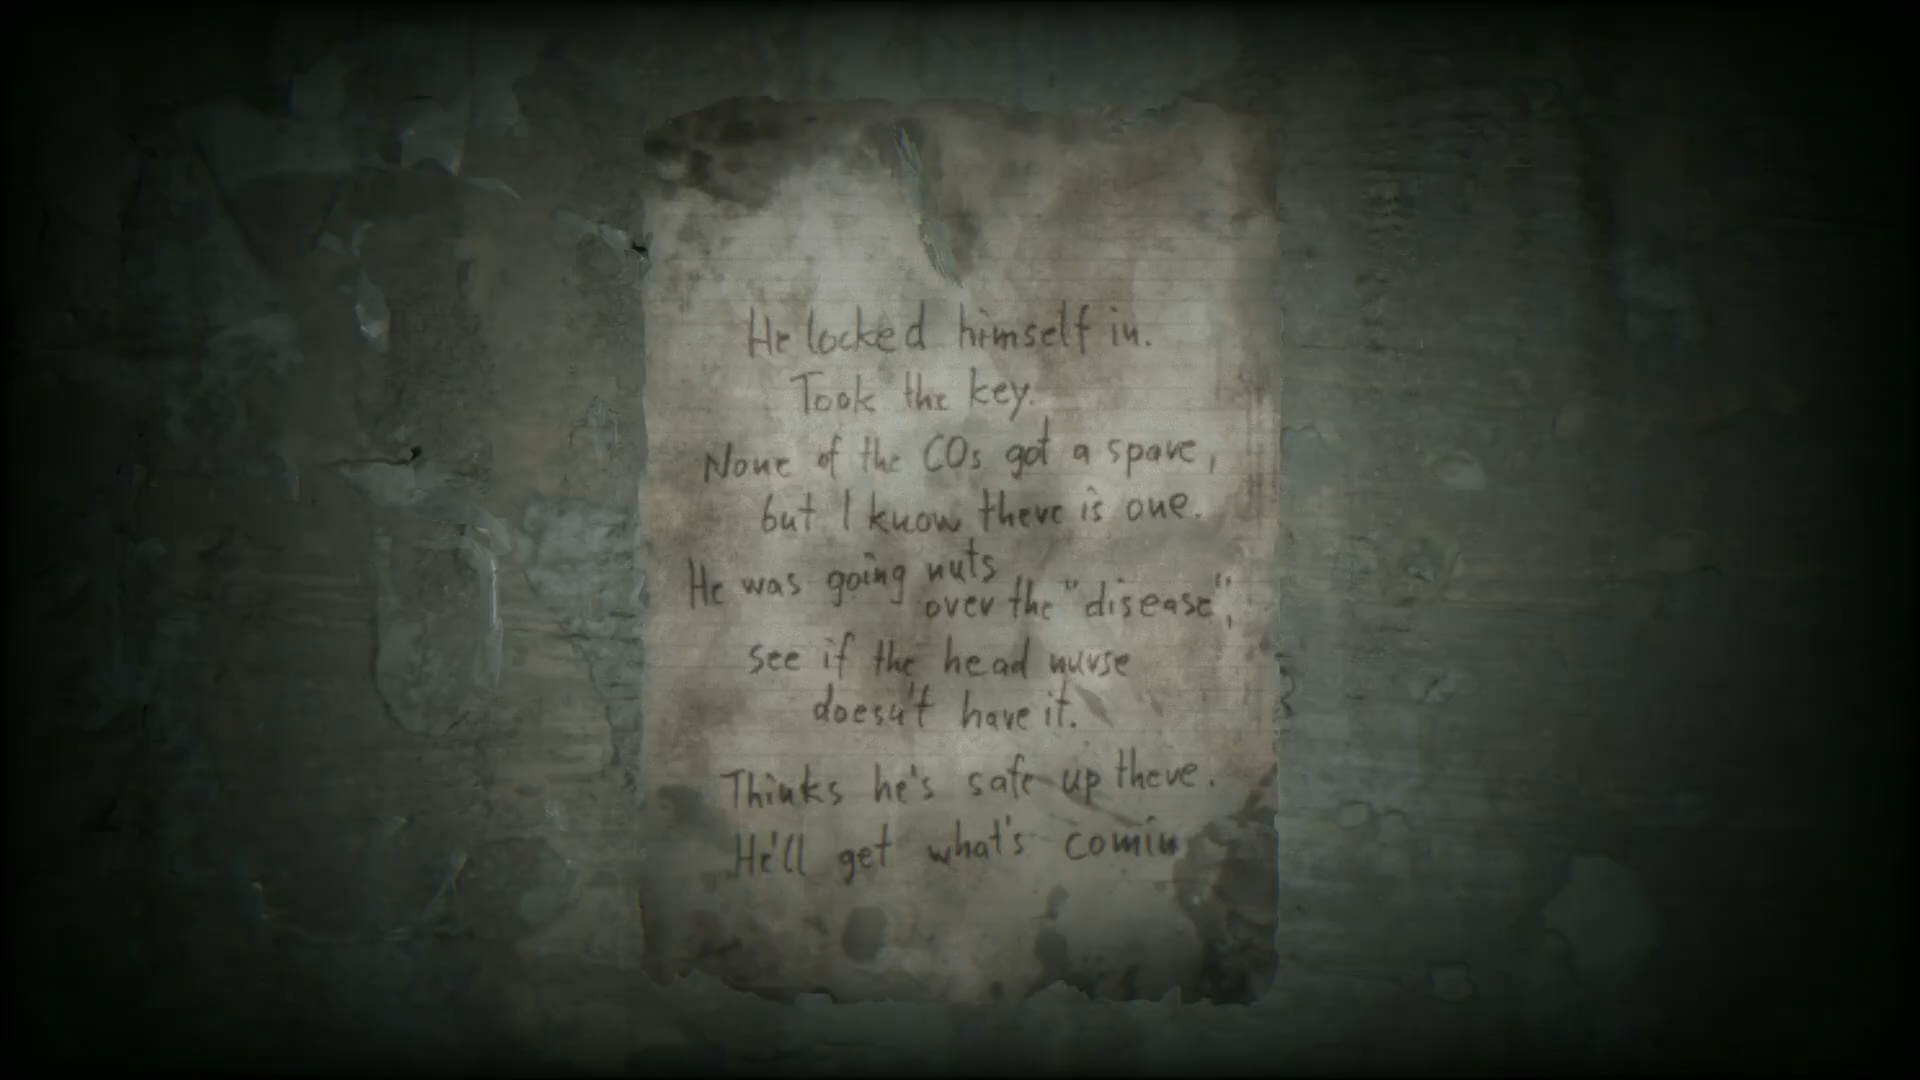 He locked himself in.
Took the key.
None of the COs got a spare,
but I know there is one.
He was going nuts
over the "disease",
see if the head nurse
doesn't have it.
Thinks he's safe up there.
He'll get what's comin